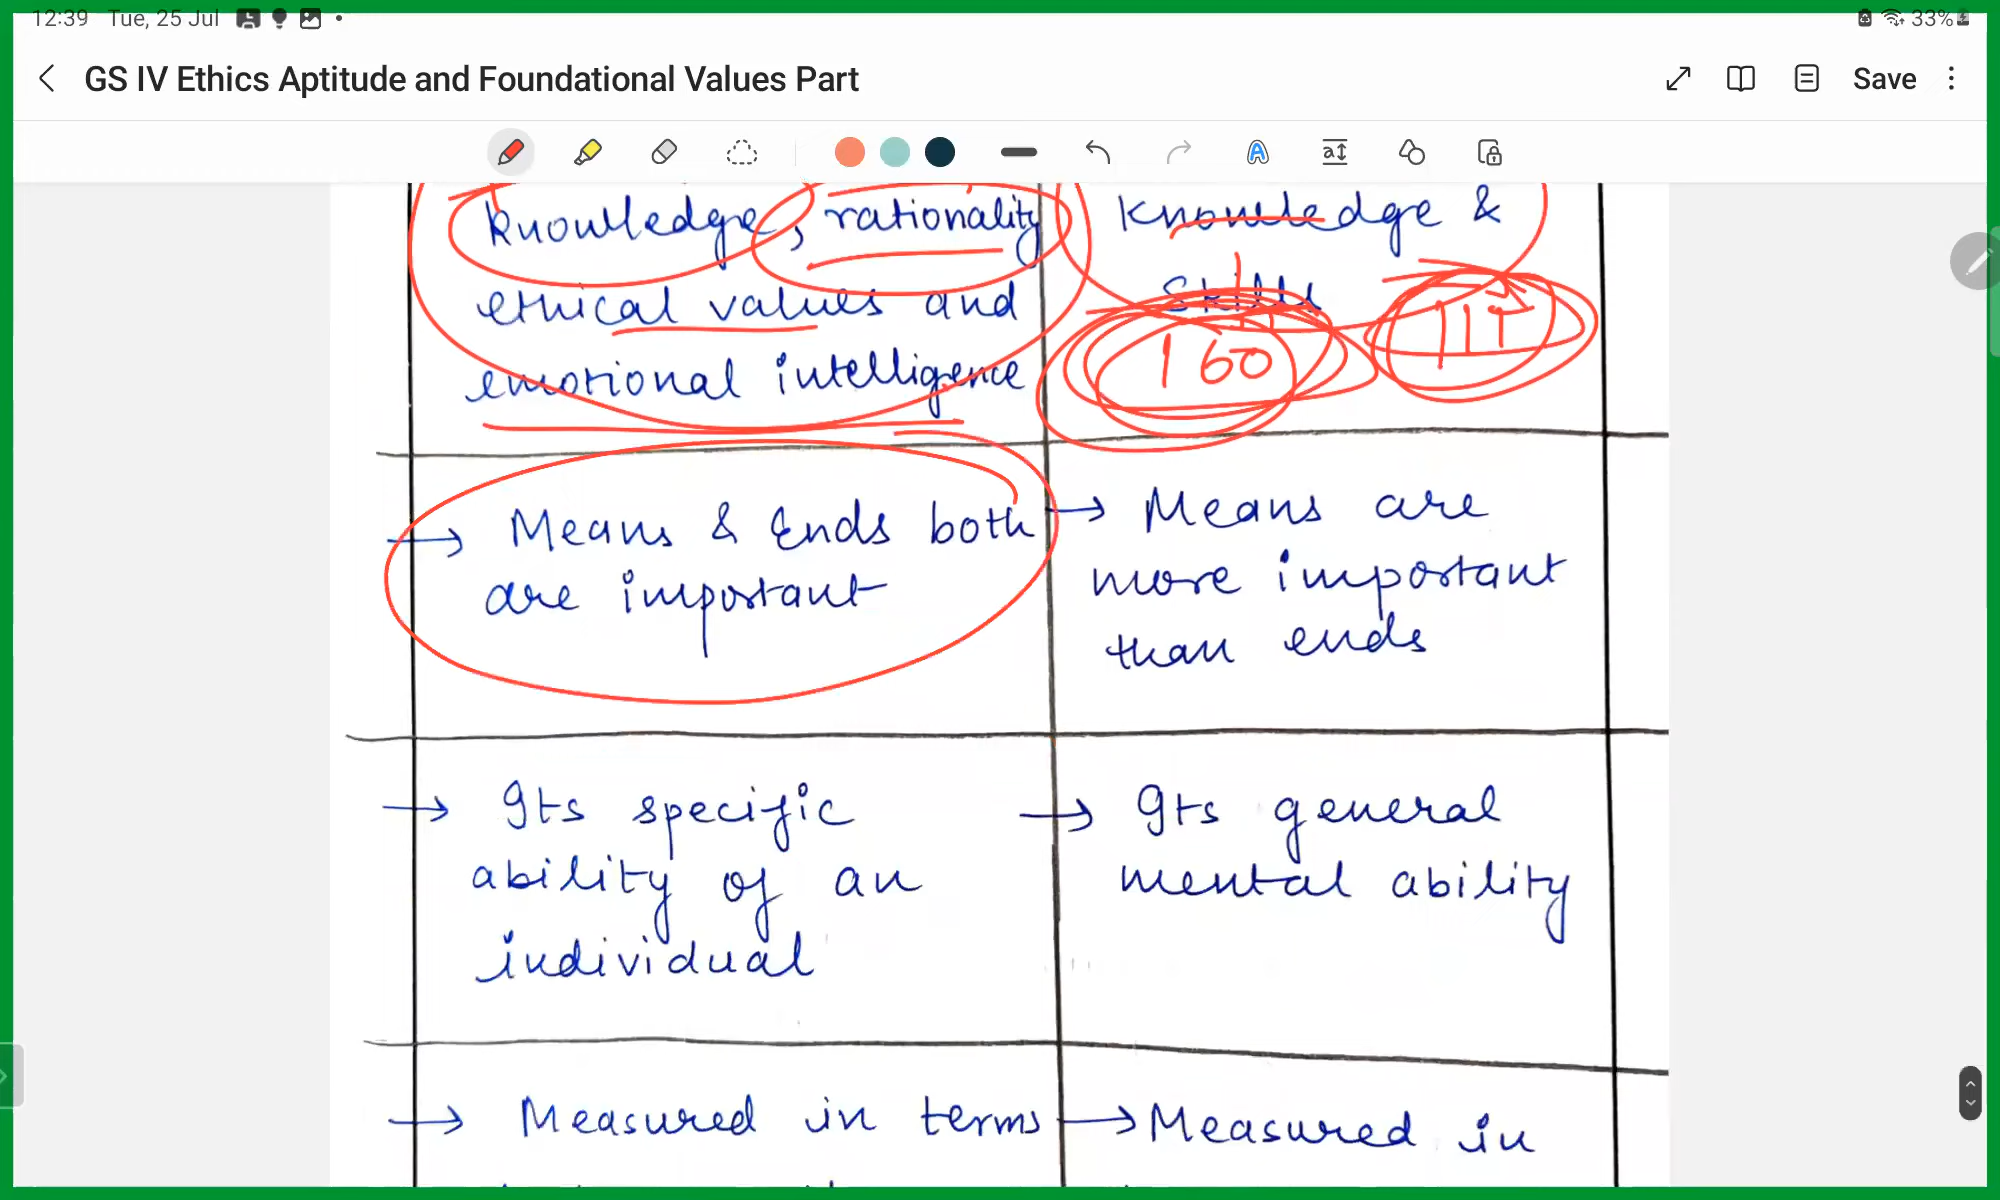 12:39 Tue, 25 Jul
33%
GS IV Ethics Aptitude and Foundational Values Part
Save
knowledge, rationality
ethical values and
emotional intelligence
knowledge &
skills
160
IIT
→ Means & Ends both
are important
→ Means are
more important
than ends
→ Its specific
ability of an
individual
→ Its general
mental ability
→ Measured in terms
→ Measured in